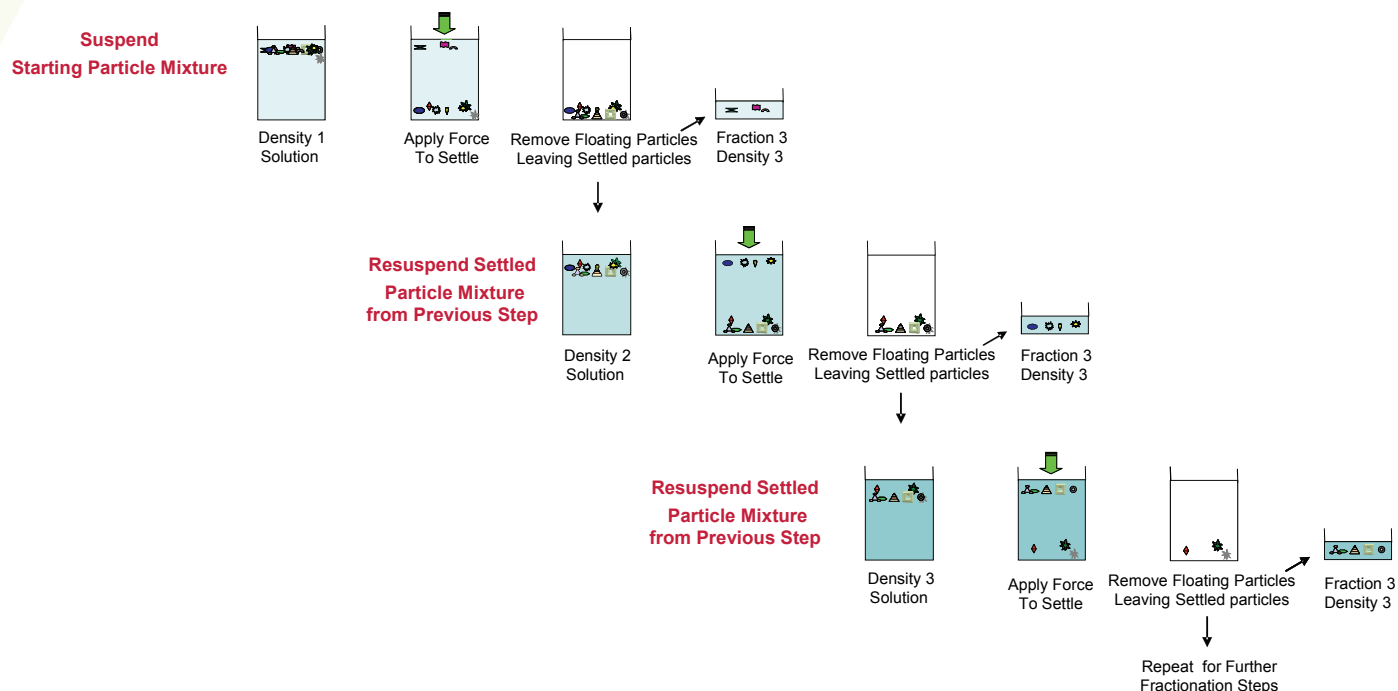 Suspend
Starting Particle Mixture
Density 1
Solution
Apply Force
To Settle
Remove Floating Particles
Leaving Settled particles
Fraction 3
Density 3
Resuspend Settled
Particle Mixture
from Previous Step
Density 2
Solution
Apply Force
To Settle
Remove Floating Particles
Leaving Settled particles
Fraction 3
Density 3
Resuspend Settled
Particle Mixture
from Previous Step
Density 3
Solution
Apply Force
To Settle
Remove Floating Particles
Leaving Settled particles
Fraction 3
Density 3
Repeat for Further
Fractionation Steps